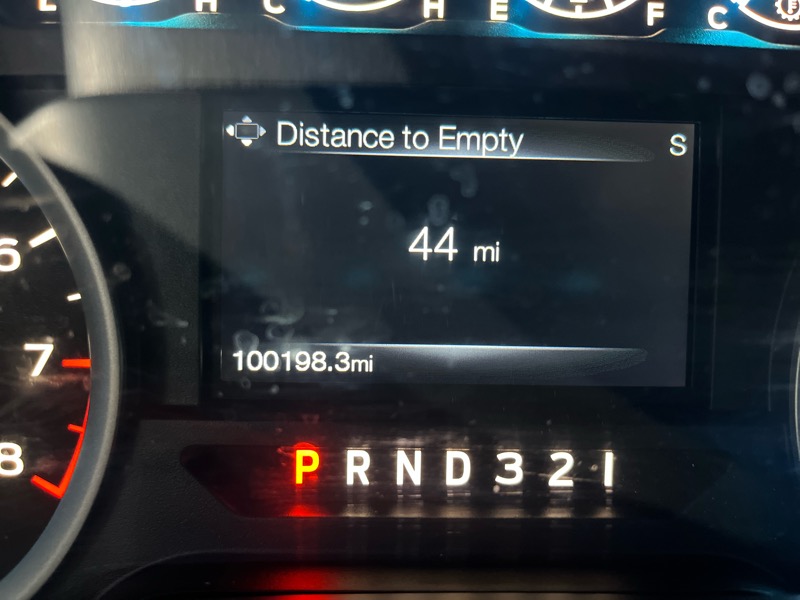 L H C H E F C
Distance to Empty S
44 mi
6
100198.3mi
7
P R N D 3 2 1
8